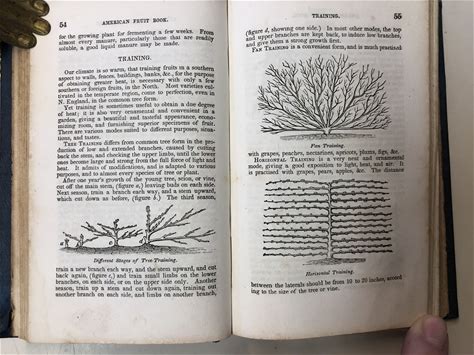 54
AMERICAN FRUIT BOOK.
for the growing plant for fermenting a few weeks. From
almost every manure, particularly those that are readily
soluble, a good liquid manure may be made.
TRAINING.
Our climate is so warm, that training fruits in a southern
aspect to walls, fences, buildings, banks, &c., for the purpose
of obtaining greater heat, is necessary with only a few
southern or foreign fruits, in the North. Most varieties cul-
tivated in the temperate region, come to perfection, even in
N. England, in the common tree form.
Yet training is sometimes useful to obtain a due degree
of heat; it is also very ornamental and convenient in a
garden, giving a beautiful and tasteful appearance, econo-
mizing room, and furnishing superior specimens of fruit.
There are various modes suited to different purposes, situa-
tions, and tastes.
TREE TRAINING differs from common tree form in the pro-
duction of low and extended branches, caused by cutting
back the stem, and checking the upper limbs, until the lower
ones become large and strong from the full force of light and
heat. It admits of modifications, and is adapted to various
purposes, and to almost every species of tree or plant.
After one year's growth of the young tree, scion, or vine,
cut off the main stem, (figure a,) leaving buds on each side.
Next season, train a branch each way, and a stem upward,
which cut down as before, (figure b.) The third season,
Different Stages of Tree-Training.
train a new branch each way, and the stem upward, and cut
back again, (figure c,) and train small limbs on the lower
branches, on each side, or on the upper side only. Another
season, train up a stem and cut down again, training out
another branch on each side, and limbs on another branch,
TRAINING.
55
(figure d, showing one side.) In most other modes, the top
and upper branches are kept back, to induce low branches,
and give them a strong growth first.
FAN TRAINING is a convenient form, and is much practized
Fan Training.
with grapes, peaches, nectarines, apricots, plums, figs, &c.
HORIZONTAL TRAINING is a very neat and ornamental
mode, giving a good exposition to light, heat, and air. It
is practized with grapes, pears, apples, &c. The distance
Horizontal Training.
between the laterals should be from 10 to 20 inches, accord
ing to the size of the tree or vine.